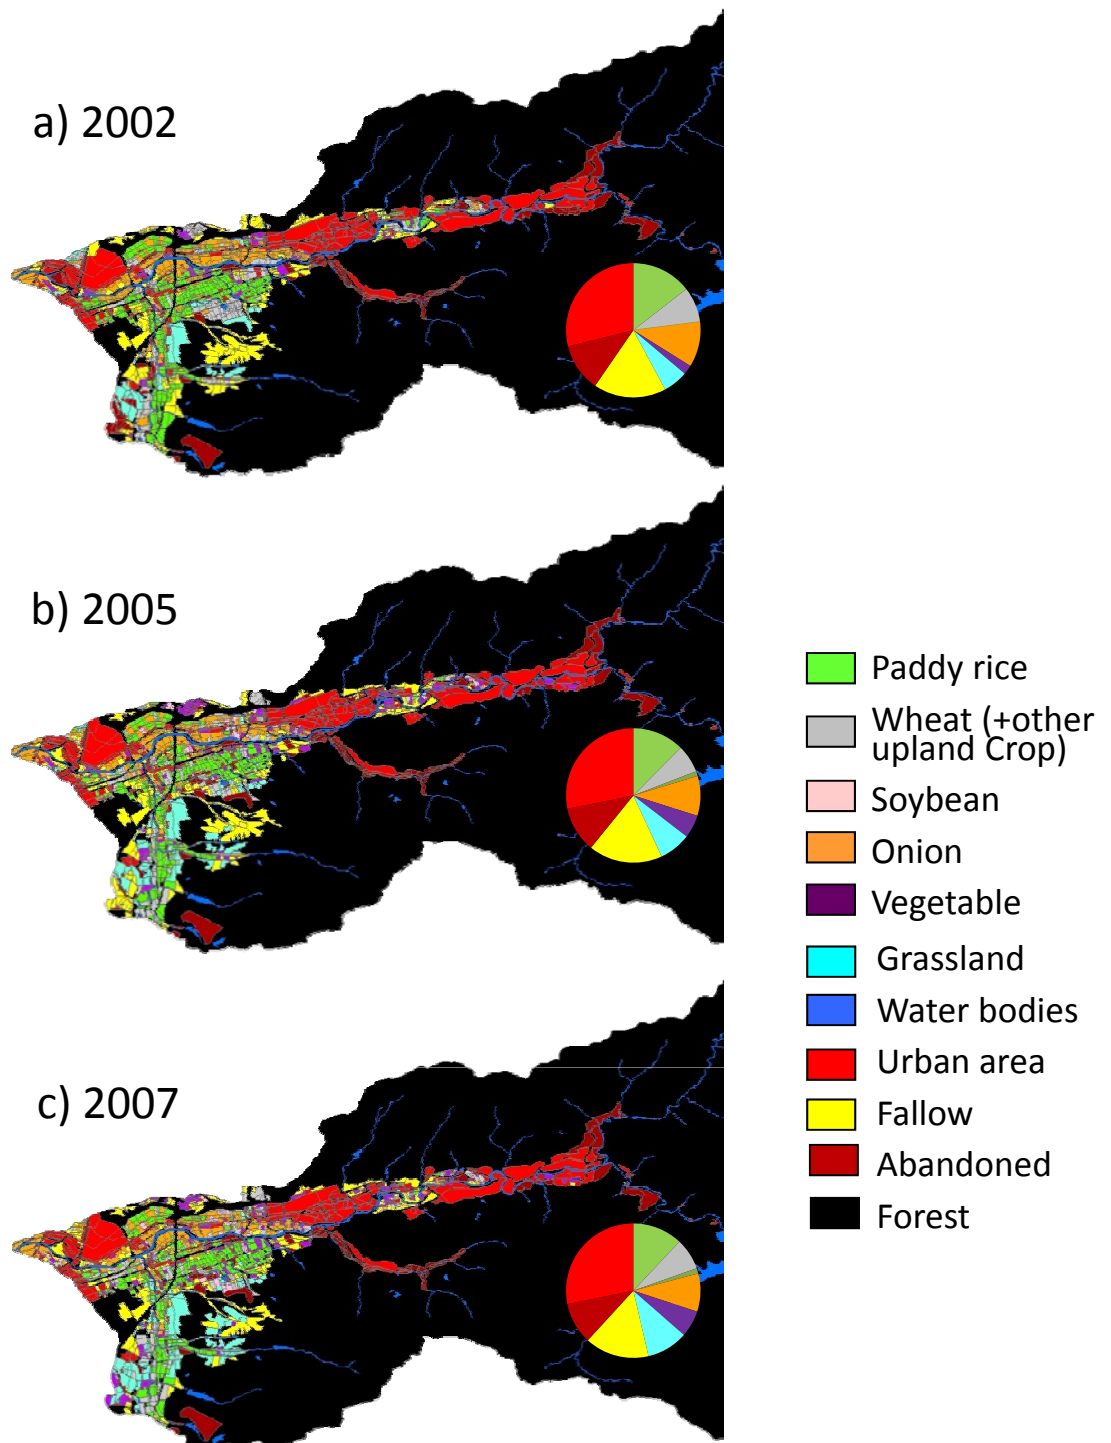 a) 2002
b) 2005
c) 2007
Paddy rice
Wheat (+other
upland Crop)
Soybean
Onion
Vegetable
Grassland
Water bodies
Urban area
Fallow
Abandoned
Forest